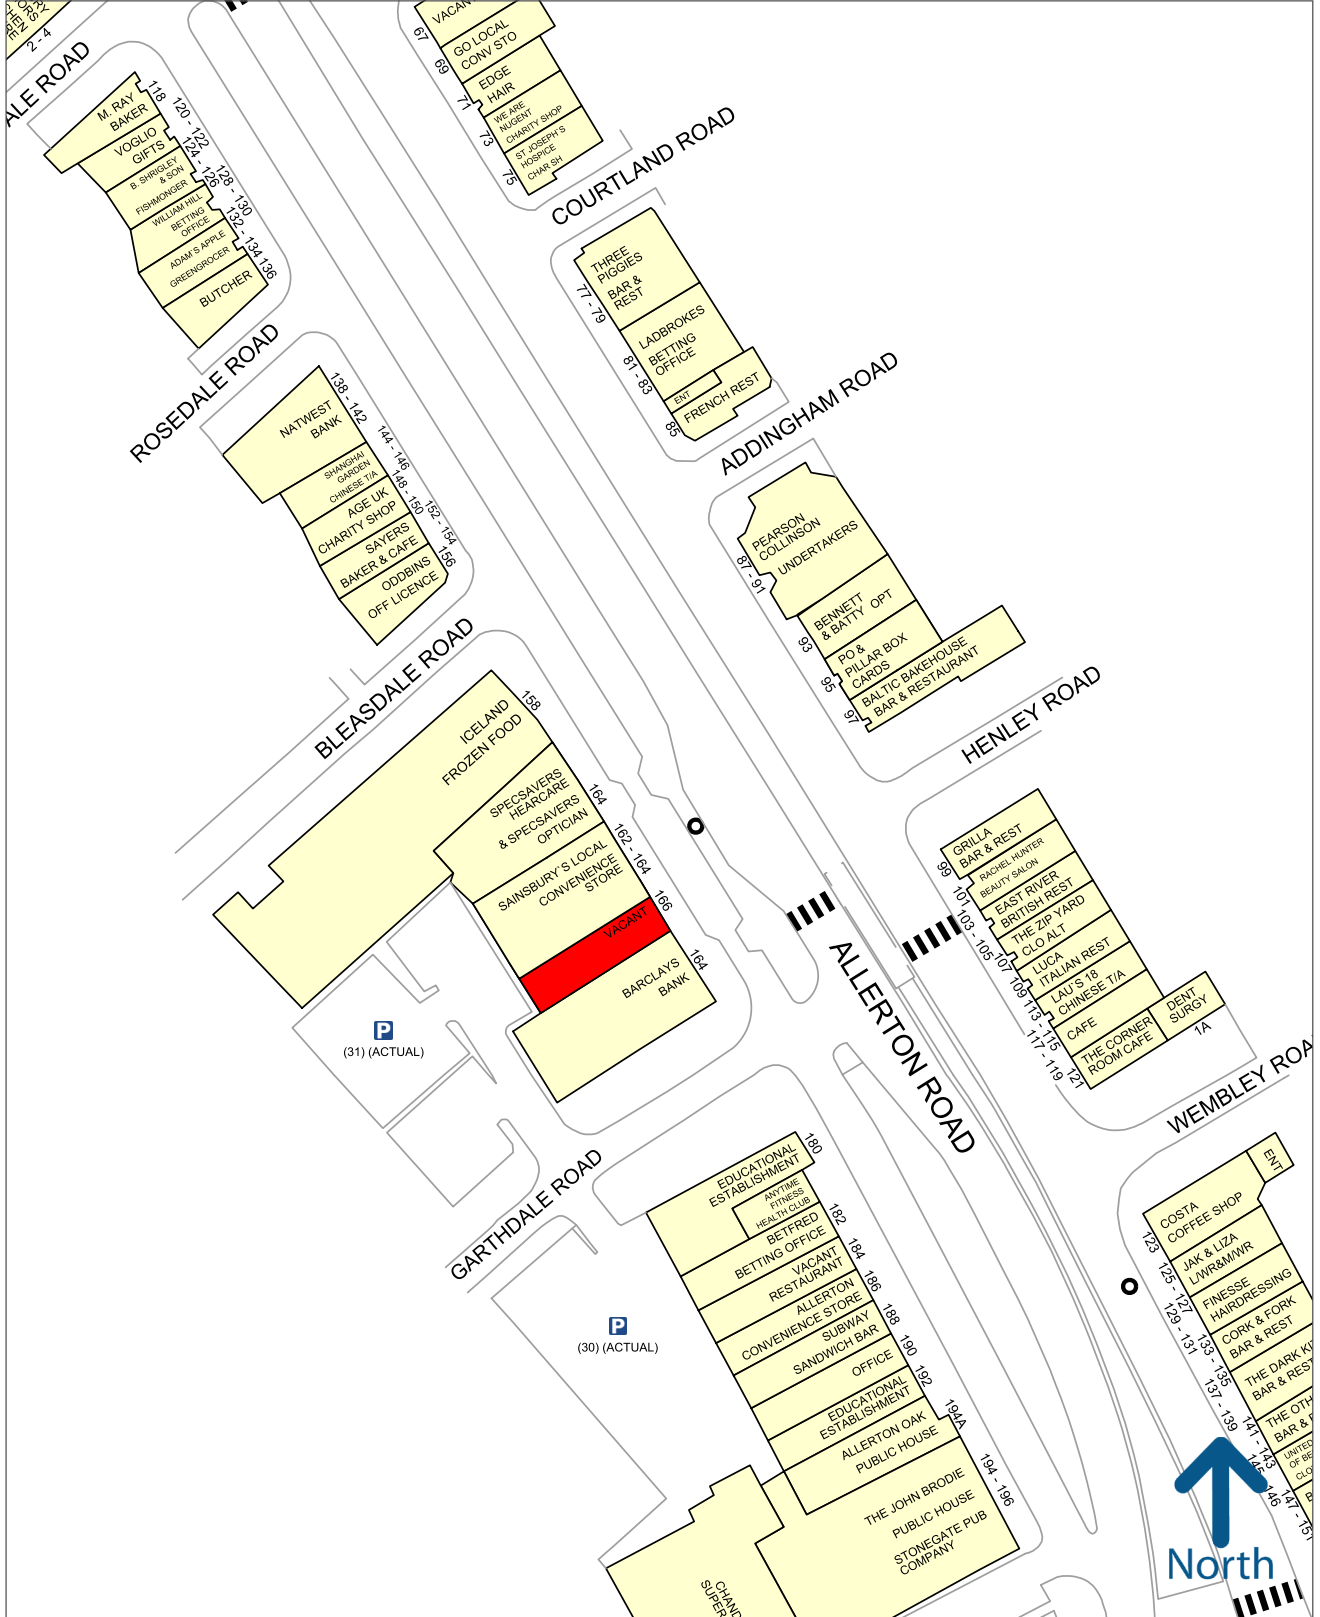 2 - 4
ALE ROAD
M. RAY
BAKER
118
VOGLIO
GIFTS
120 - 122
B. SHRIGLEY
& SON
FISHMONGER
124 - 126
WILLIAM HILL
BETTING
OFFICE
128 - 130
ADAM'S APPLE
GREENGROCER
132 - 134
BUTCHER
136
ROSEDALE ROAD
NATWEST
BANK
138 - 142
SHANGHAI
GARDEN
CHINESE T/A
144 - 146
AGE UK
CHARITY SHOP
148 - 150
SAYERS
BAKER & CAFE
152 - 154
ODDBINS
OFF LICENCE
156
BLEASDALE ROAD
ICELAND
FROZEN FOOD
158
SPECSAVERS
HEARCARE
& SPECSAVERS
OPTICIAN
164
SAINSBURY'S LOCAL
CONVENIENCE
STORE
162 - 164
VACANT
166
BARCLAYS
BANK
164
P
(31) (ACTUAL)
GARTHDALE ROAD
P
(30) (ACTUAL)
EDUCATIONAL
ESTABLISHMENT
180
ANYTIME
FITNESS
HEALTH CLUB
BETFRED
BETTING OFFICE
182
VACANT
RESTAURANT
184
ALLERTON
CONVENIENCE STORE
186
SUBWAY
SANDWICH BAR
188
OFFICE
190
EDUCATIONAL
ESTABLISHMENT
192
ALLERTON OAK
PUBLIC HOUSE
194A
THE JOHN BRODIE
PUBLIC HOUSE
STONEGATE PUB
COMPANY
194 - 196
CHAND
SUPER
ALLERTON ROAD
VACAN
67
GO LOCAL
CONV STO
69
EDGE
HAIR
71
WE ARE
NUGENT
CHARITY SHOP
73
ST JOSEPH'S
HOSPICE
CHAR SH
75
COURTLAND ROAD
THREE
PIGGIES
BAR &
REST
77 - 79
LADBROKES
BETTING
OFFICE
81 - 83
ENT
FRENCH REST
85
ADDINGHAM ROAD
PEARSON
COLLINSON
UNDERTAKERS
87 - 91
BENNETT
& BATTY OPT
93
PO &
PILLAR BOX
CARDS
95
BALTIC BAKEHOUSE
BAR & RESTAURANT
97
HENLEY ROAD
GRILLA
BAR & REST
99
RACHEL HUNTER
BEAUTY SALON
101
EAST RIVER
BRITISH REST
103 - 105
THE ZIP YARD
CLO ALT
107
LUCA
ITALIAN REST
109
LAU'S 18
CHINESE T/A
113 - 115
CAFE
117 - 119
THE CORNER
ROOM CAFE
121
DENT
SURGY
1A
WEMBLEY ROA
ENT
COSTA
COFFEE SHOP
123
JAK & LIZA
L/WR&M/WR
125 - 127
FINESSE
HAIRDRESSING
129 - 131
CORK & FORK
BAR & REST
133 - 135
THE DARK KI
BAR & REST
137 - 139
THE OTH
BAR &
141 - 143
UNITED
OF BE
CLO
147 - 151
North